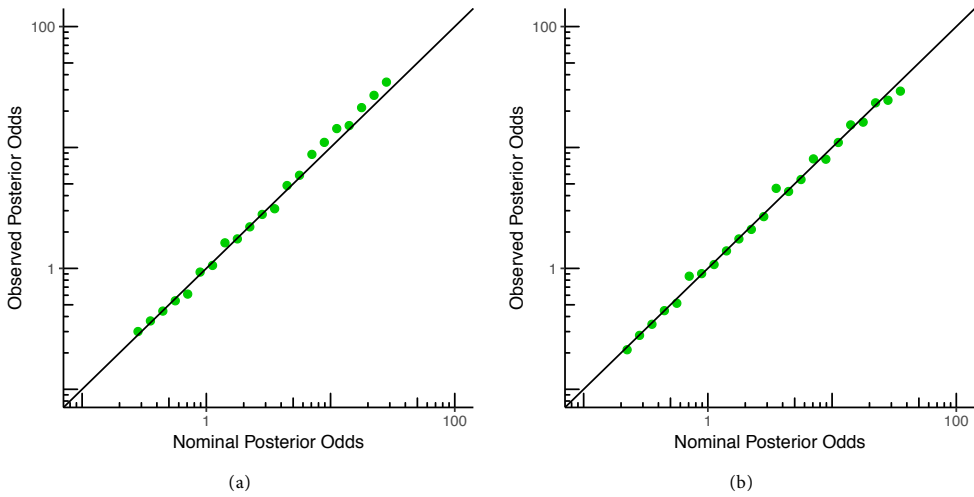 100
1
Observed Posterior Odds
1
100
Nominal Posterior Odds
(a)
100
1
Observed Posterior Odds
1
100
Nominal Posterior Odds
(b)